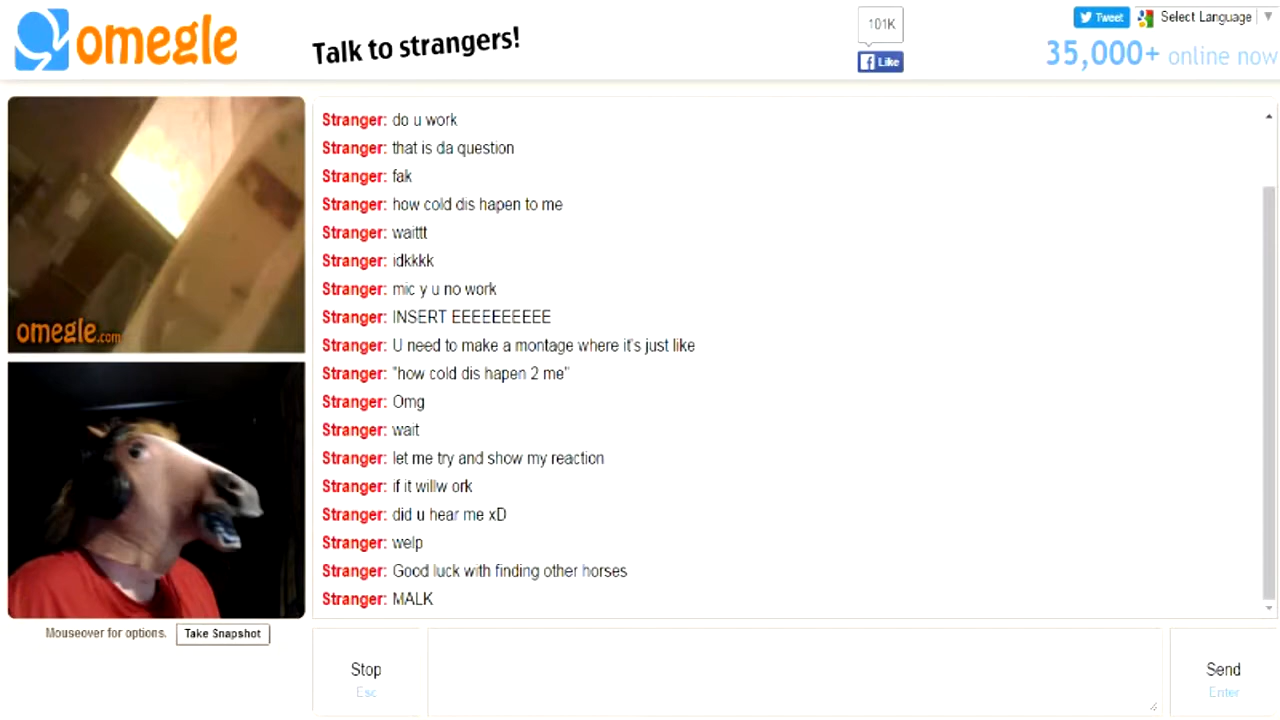 omegle
Talk to strangers!
101K
Like
Tweet
Select Language
35,000+ online now
omegle.com
Stranger: do u work
Stranger: that is da question
Stranger: fak
Stranger: how cold dis hapen to me
Stranger: waittt
Stranger: idkkkk
Stranger: mic y u no work
Stranger: INSERT EEEEEEEEEE
Stranger: U need to make a montage where it's just like
Stranger: "how cold dis hapen 2 me"
Stranger: Omg
Stranger: wait
Stranger: let me try and show my reaction
Stranger: if it willw ork
Stranger: did u hear me xD
Stranger: welp
Stranger: Good luck with finding other horses
Stranger: MALK
Mouseover for options. Take Snapshot
Stop
Esc
Send
Enter